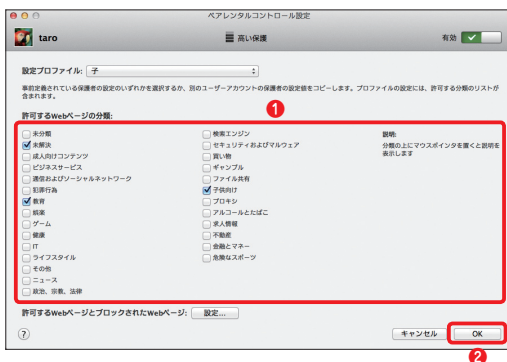 ペアレンタルコントロール設定
taro
高い保護
有効
設定プロファイル: 子
事前定義されている保護者の設定のいずれかを選択するか、別のユーザーアカウントの保護者の設定値をコピーします。プロファイルの設定には、許可する分類のリストが
含まれます。
1
許可するWebページの分類:
未分類
未解決
成人向けコンテンツ
ビジネスサービス
通信およびソーシャルネットワーク
犯罪行為
教育
娯楽
ゲーム
健康
IT
ライフスタイル
その他
ニュース
政治、宗教、法律
検索エンジン
セキュリティおよびマルウェア
買い物
ギャンブル
ファイル共有
子供向け
プロキシ
アルコールとたばこ
求人情報
不動産
金融とマネー
危険なスポーツ
説明:
分類の上にマウスポインタを置くと説明を
表示します
許可するWebページとブロックされたWebページ: 設定...
?
キャンセル
OK
2